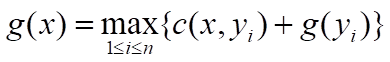 g(x) = max{c(x, y_i) + g(y_i)}
1≤i≤n